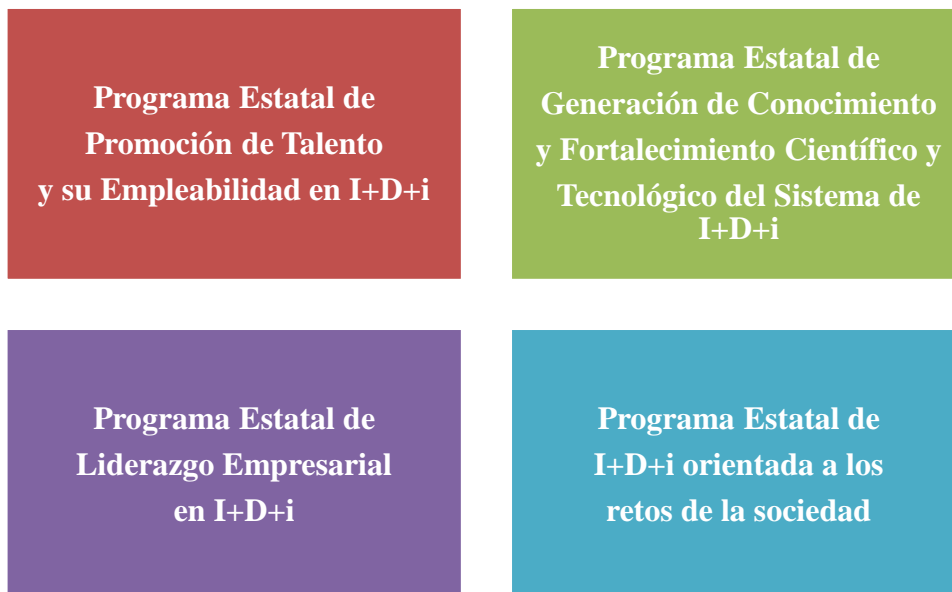 Programa Estatal de
Promoción de Talento
y su Empleabilidad en I+D+i
Programa Estatal de
Generación de Conocimiento
y Fortalecimiento Científico y
Tecnológico del Sistema de
I+D+i
Programa Estatal de
Liderazgo Empresarial
en I+D+i
Programa Estatal de
I+D+i orientada a los
retos de la sociedad